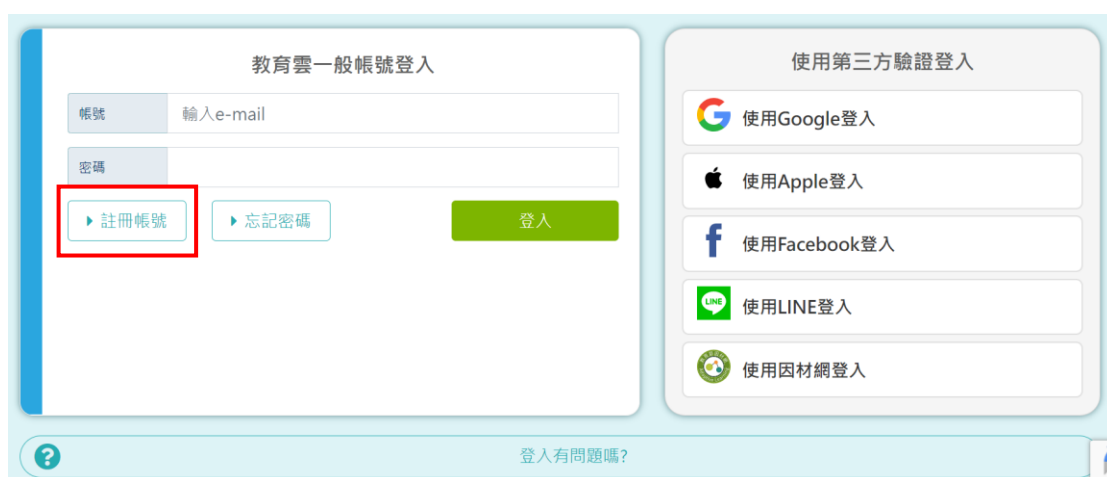 教育雲一般帳號登入
帳號 輸入e-mail
密碼
註冊帳號 忘記密碼 登入
使用第三方驗證登入
使用Google登入
使用Apple登入
使用Facebook登入
LINE 使用LINE登入
使用因材網登入
? 登入有問題嗎?